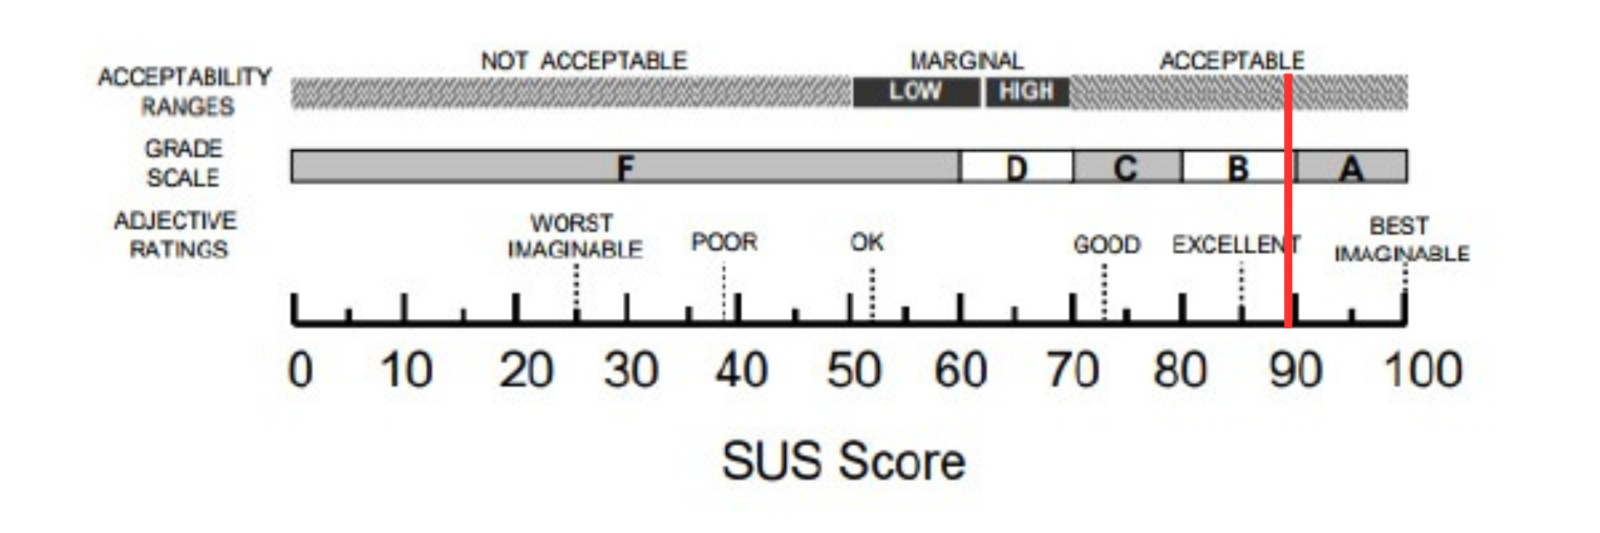 NOT ACCEPTABLE MARGINAL ACCEPTABLE
ACCEPTABILITY RANGES LOW HIGH
GRADE SCALE F D C B A
ADJECTIVE RATINGS WORST IMAGINABLE POOR OK GOOD EXCELLENT BEST IMAGINABLE
0 10 20 30 40 50 60 70 80 90 100
SUS Score